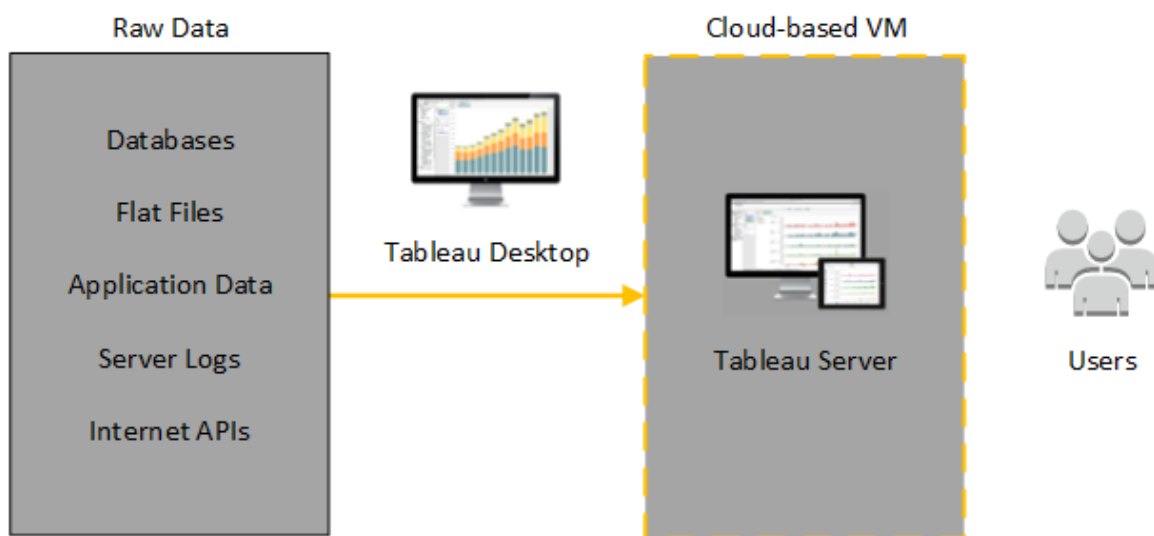 Raw Data
Databases
Flat Files
Application Data
Server Logs
Internet APIs
Tableau Desktop
Cloud-based VM
Tableau Server
Users